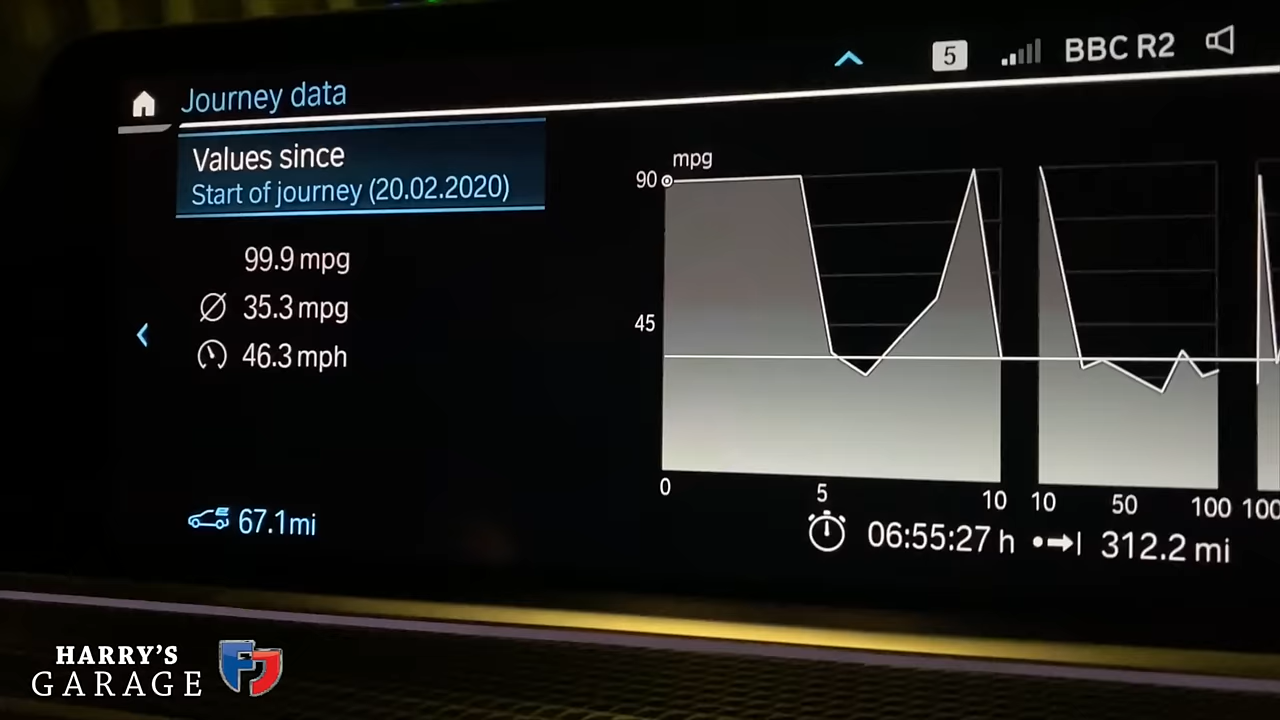 5 BBC R2
Journey data
Values since
Start of journey (20.02.2020)
99.9 mpg
35.3 mpg
46.3 mph
67.1 mi
mpg
90
45
0 5 10 10 50 100 100
06:55:27 h 312.2 mi
HARRY'S
GARAGE